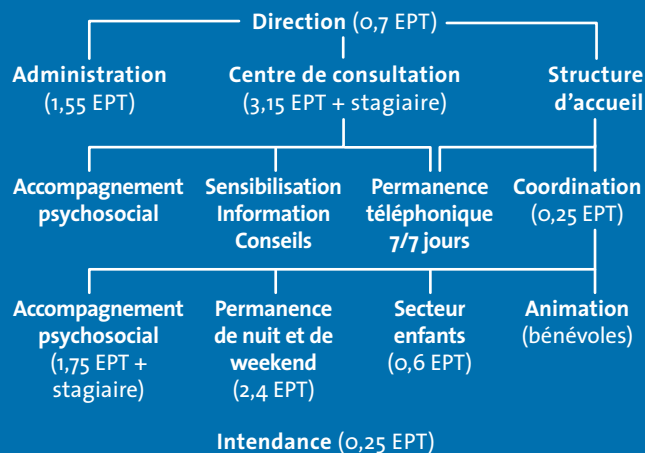 Direction (0,7 EPT)
Administration
(1,55 EPT)
Centre de consultation
(3,15 EPT + stagiaire)
Structure
d'accueil
Accompagnement
psychosocial
Sensibilisation
Information
Conseils
Permanence
téléphonique
7/7 jours
Coordination
(0,25 EPT)
Accompagnement
psychosocial
(1,75 EPT +
stagiaire)
Permanence
de nuit et de
weekend
(2,4 EPT)
Secteur
enfants
(0,6 EPT)
Animation
(bénévoles)
Intendance (0,25 EPT)